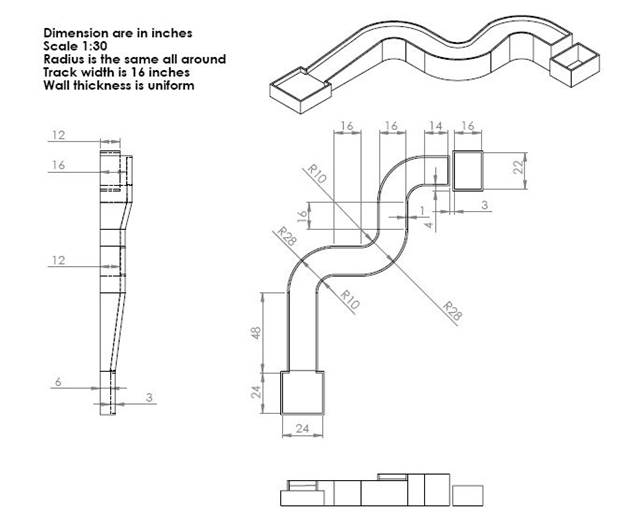 Dimension are in inches
Scale 1:30
Radius is the same all around
Track width is 16 inches
Wall thickness is uniform
12
16
12
6
3
16
16
14
16
R10
22
16
1
4
3
R28
R10
R28
48
24
24